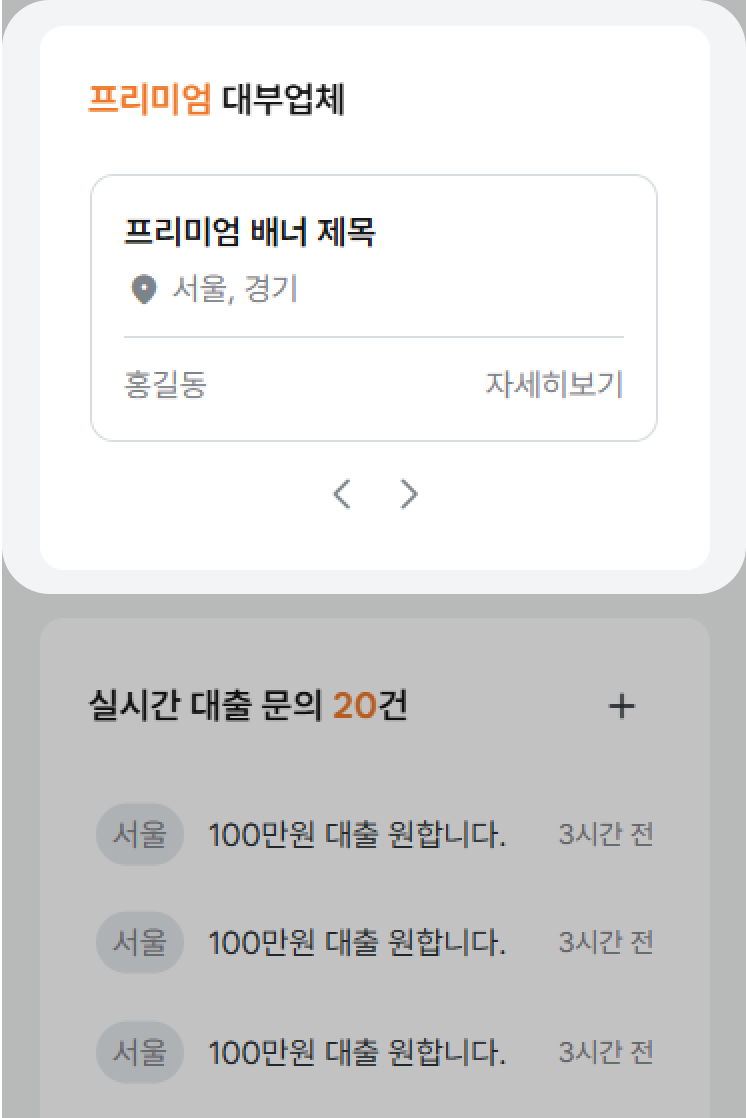 프리미엄 대부업체
프리미엄 배너 제목
서울, 경기
홍길동 자세히보기
실시간 대출 문의 20건
서울 100만원 대출 원합니다. 3시간 전
서울 100만원 대출 원합니다. 3시간 전
서울 100만원 대출 원합니다. 3시간 전